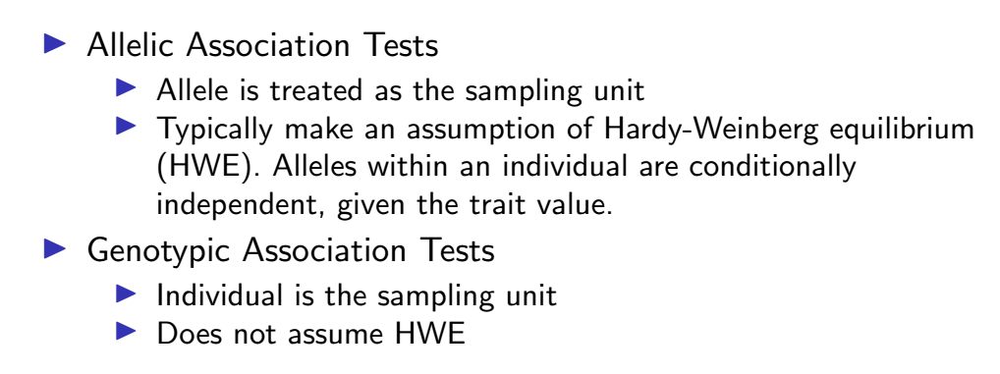 Allelic Association Tests
Allele is treated as the sampling unit
Typically make an assumption of Hardy-Weinberg equilibrium
(HWE). Alleles within an individual are conditionally
independent, given the trait value.
Genotypic Association Tests
Individual is the sampling unit
Does not assume HWE